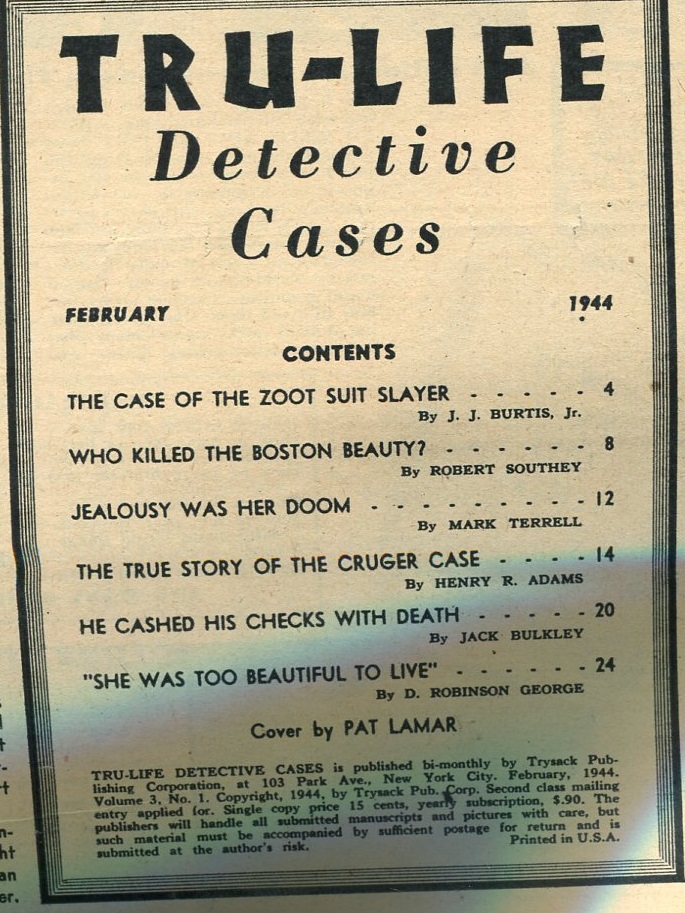 TRU-LIFE
Detective
Cases
FEBRUARY 1944
CONTENTS
THE CASE OF THE ZOOT SUIT SLAYER - - - - - 4
By J. J. BURTIS, Jr.
WHO KILLED THE BOSTON BEAUTY? - - - - - - 8
By ROBERT SOUTHEY
JEALOUSY WAS HER DOOM - - - - - - - - - 12
By MARK TERRELL
THE TRUE STORY OF THE CRUGER CASE - - - - 14
By HENRY R. ADAMS
HE CASHED HIS CHECKS WITH DEATH - - - - - 20
By JACK BULKLEY
"SHE WAS TOO BEAUTIFUL TO LIVE" - - - - - - 24
By D. ROBINSON GEORGE
Cover by PAT LAMAR
TRU-LIFE DETECTIVE CASES is published bi-monthly by Trysack Pub-
lishing Corporation, at 103 Park Ave., New York City. February, 1944.
Volume 3, No. 1. Copyright, 1944, by Trysack Pub. Corp. Second class mailing
entry applied for. Single copy price 15 cents, yearly subscription, $.90. The
publishers will handle all submitted manuscripts and pictures with care, but
such material must be accompanied by sufficient postage for return and is
submitted at the author's risk. Printed in U.S.A.